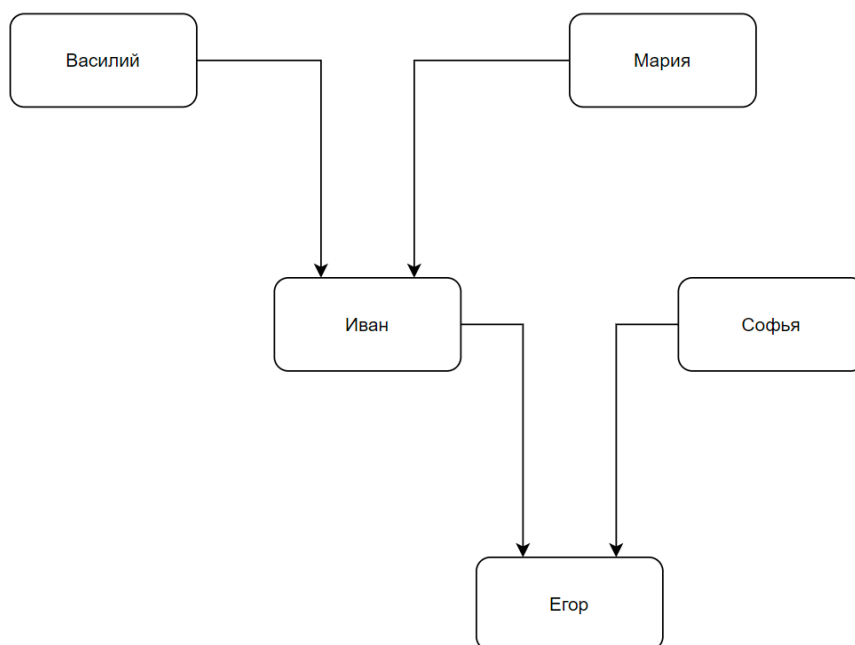 Василий
Мария
Иван
Софья
Егор